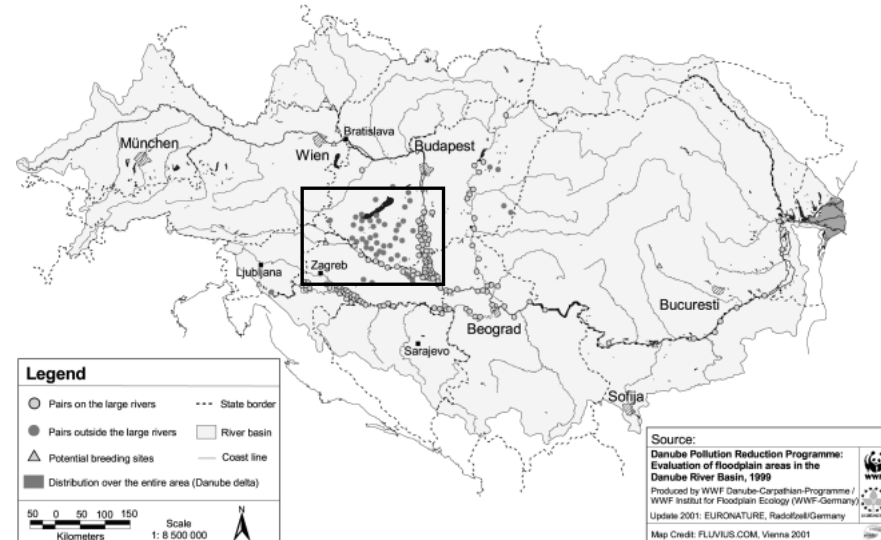 München
Wien
Bratislava
Budapest
Ljubljana
Zagreb
Beograd
Bucuresti
Sarajevo
Sofija
Legend
Pairs on the large rivers
State border
Pairs outside the large rivers
River basin
Potential breeding sites
Coast line
Distribution over the entire area (Danube delta)
50 0 50 100 150
Kilometers
Scale
1: 8 500 000
N
Source:
Danube Pollution Reduction Programme:
Evaluation of floodplain areas in the
Danube River Basin, 1999
Produced by WWF Danube-Carpathian-Programme /
WWF Institut for Floodplain Ecology (WWF-Germany)
Update 2001: EURONATURE, Radolfzell/Germany
Map Credit: FLUVIUS.COM, Vienna 2001
WWF